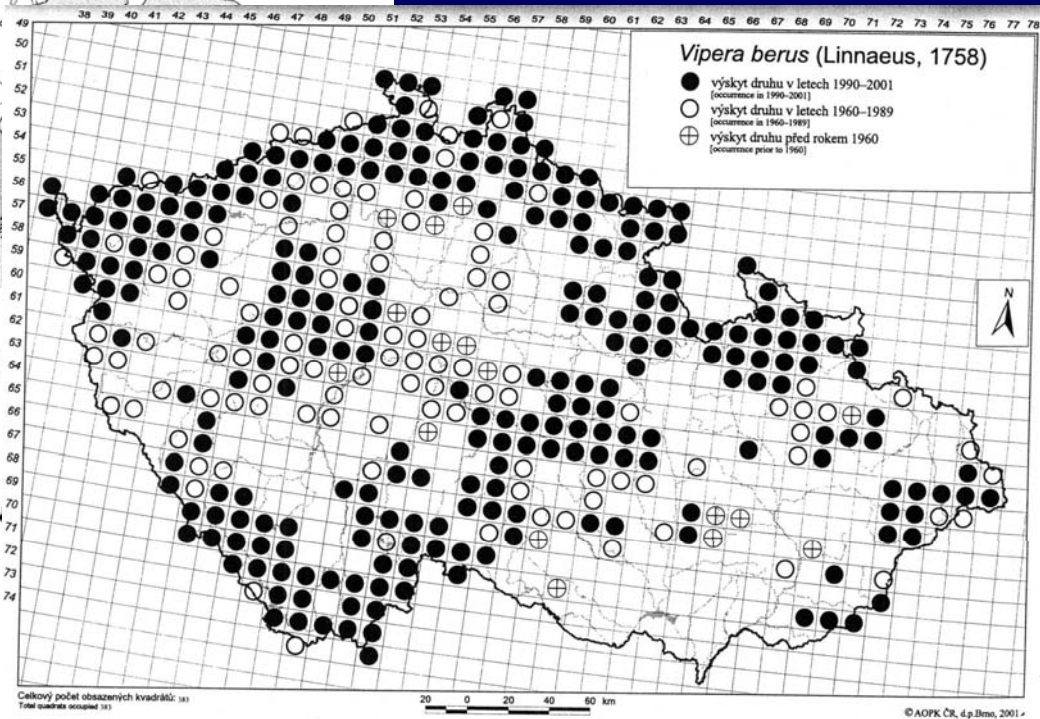 38 39 40 41 42 43 44 45 46 47 48 49 50 51 52 53 54 55 56 57 58 59 60 61 62 63 64 65 66 67 68 69 70 71 72 73 74 75 76 77 78
49
50
51
52
53
54
55
56
57
58
59
60
61
62
63
64
65
66
67
68
69
70
71
72
73
74
Vipera berus (Linnaeus, 1758)
výskyt druhu v letech 1990–2001
[occurrence in 1990–2001]
výskyt druhu v letech 1960–1989
[occurrence in 1960–1989]
výskyt druhu před rokem 1960
[occurrence prior to 1960]
N
Celkový počet obsazených kvadrátů: 383
Total quadrats occupied 383
20 0 20 40 60 km
© AOPK ČR, d.p.Brno, 2001